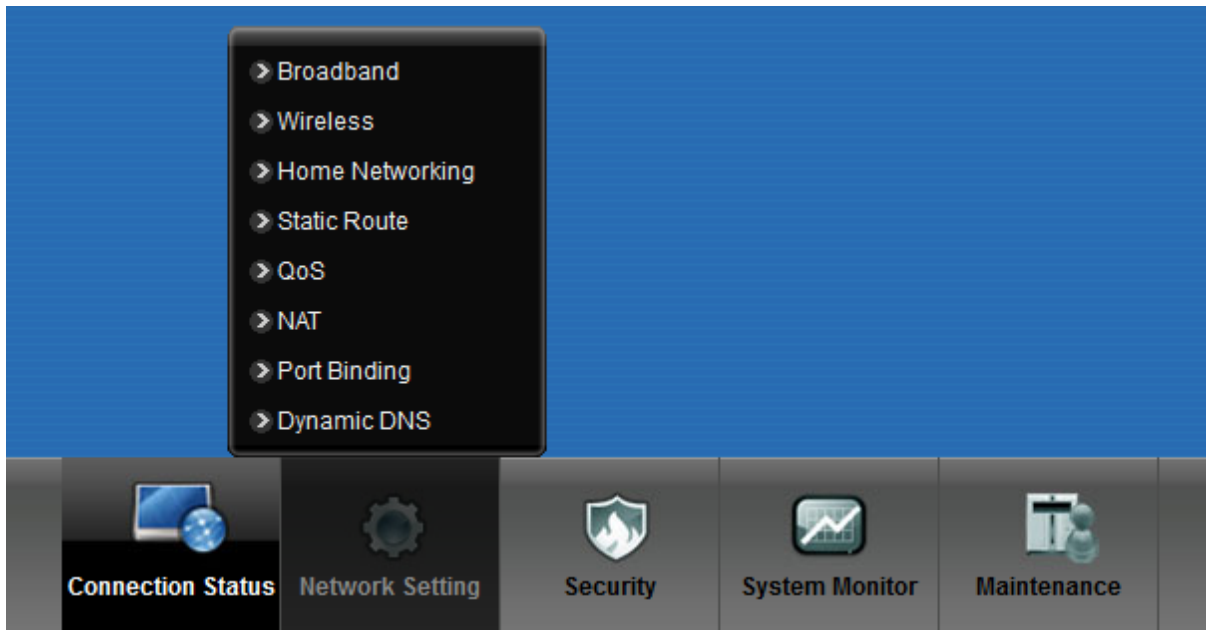 Broadband
Wireless
Home Networking
Static Route
QoS
NAT
Port Binding
Dynamic DNS
Connection Status
Network Setting
Security
System Monitor
Maintenance